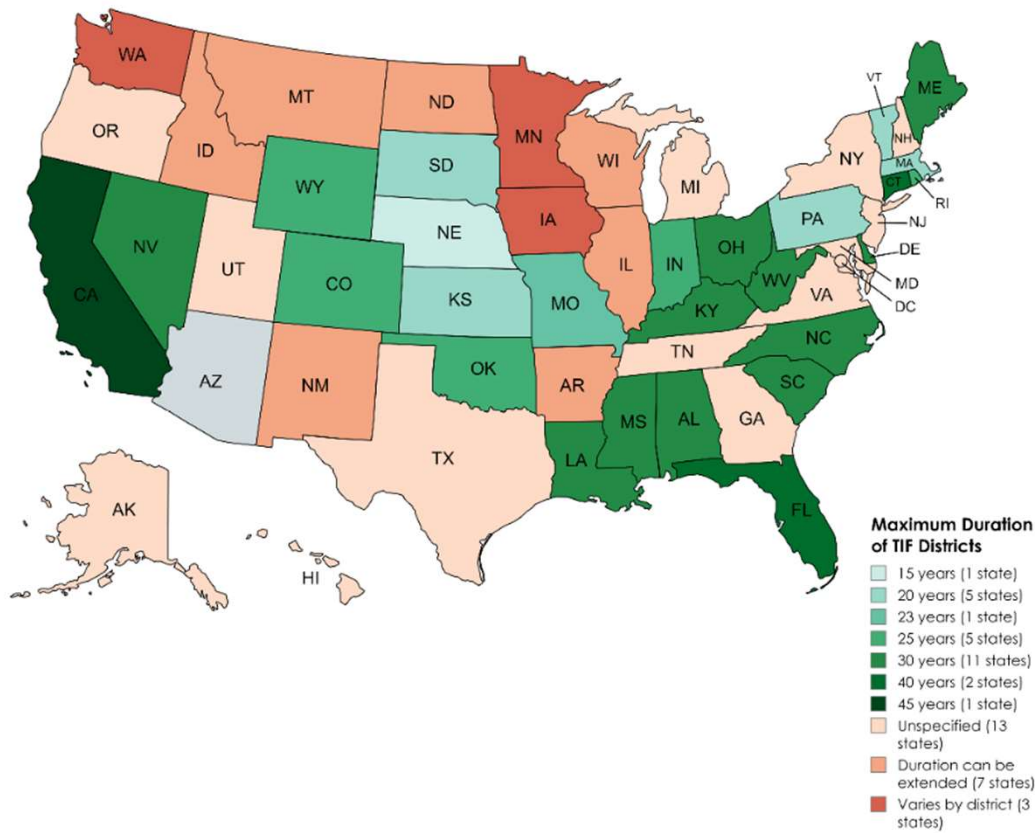 WA
OR
CA
NV
ID
MT
WY
UT
CO
AZ
NM
ND
SD
NE
KS
OK
TX
MN
IA
MO
AR
LA
WI
IL
MI
IN
OH
KY
TN
MS
AL
GA
FL
SC
NC
VA
WV
PA
NY
VT
NH
ME
MA
CT
RI
NJ
DE
MD
DC
AK
HI
Maximum Duration
of TIF Districts
15 years (1 state)
20 years (5 states)
23 years (1 state)
25 years (5 states)
30 years (11 states)
40 years (2 states)
45 years (1 state)
Unspecified (13
states)
Duration can be
extended (7 states)
Varies by district (3
states)